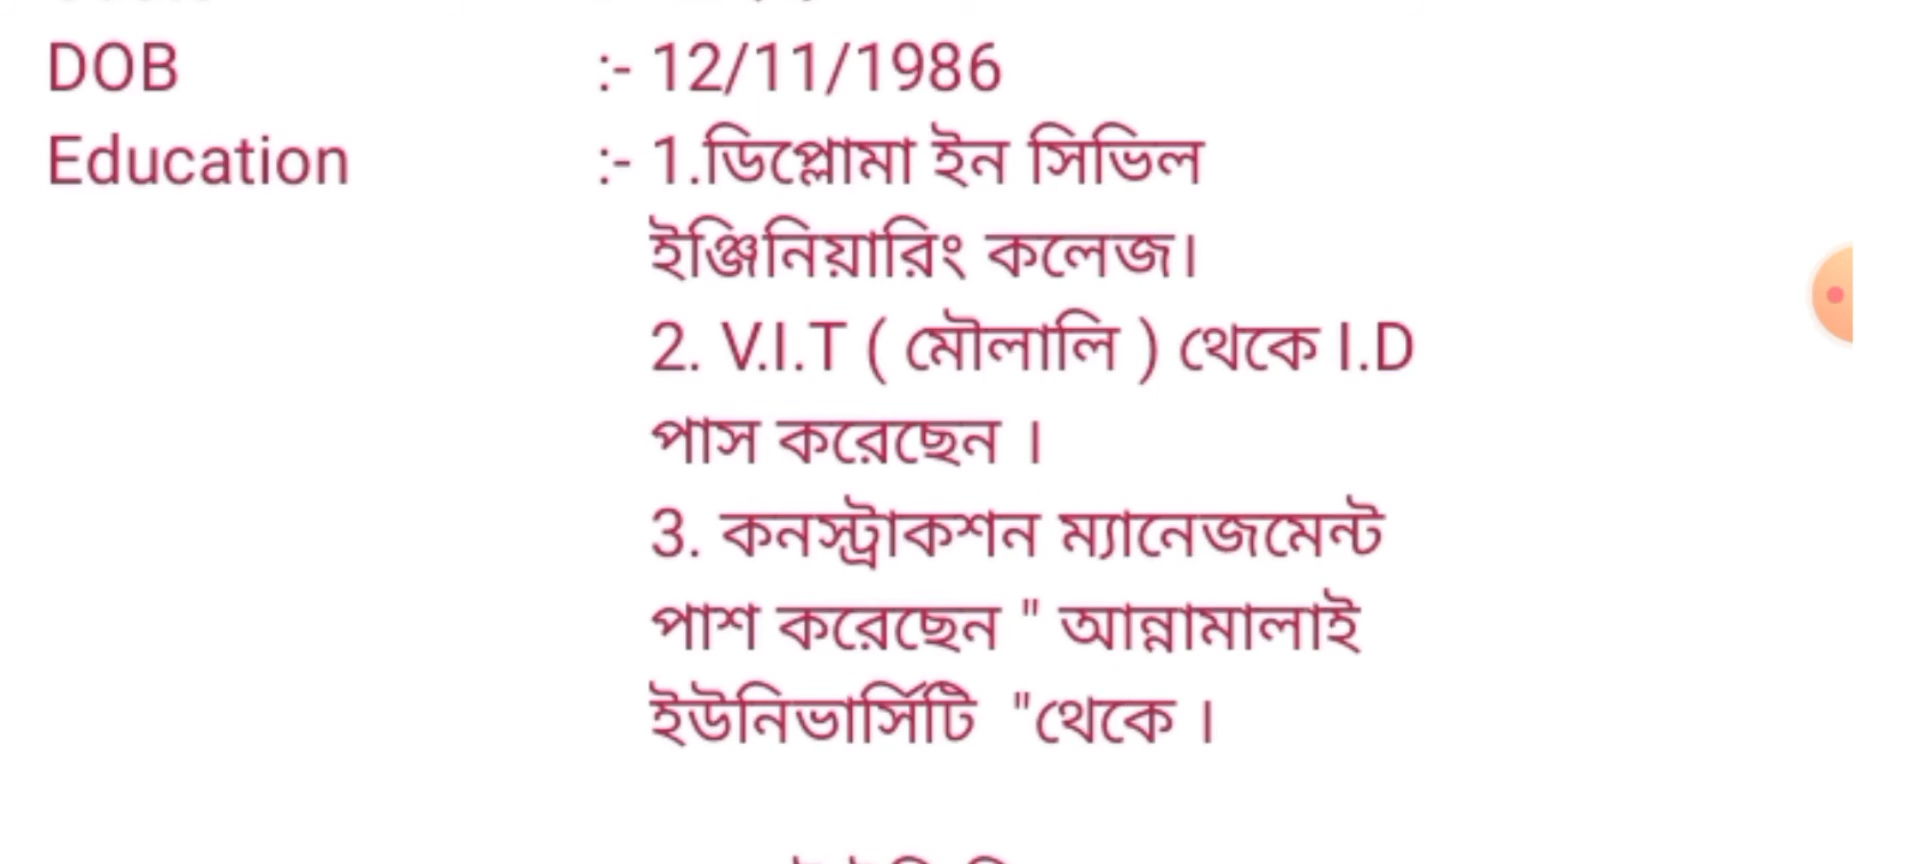 DOB :- 12/11/1986
Education :- 1.ডিপ্লোমা ইন সিভিল
ইঞ্জিনিয়ারিং কলেজ।
2. V.I.T ( মৌলালি ) থেকে I.D
পাস করেছেন ।
3. কনস্ট্রাকশন ম্যানেজমেন্ট
পাশ করেছেন " আন্নামালাই
ইউনিভার্সিটি "থেকে ।